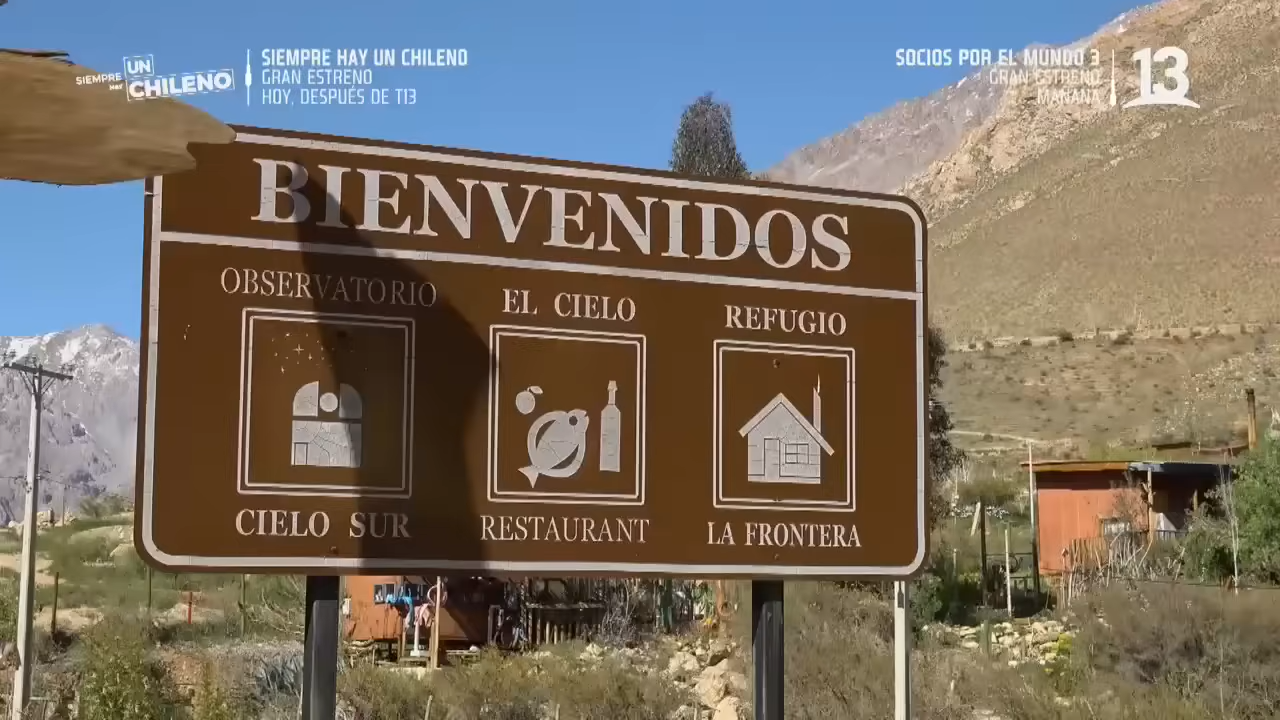 SIEMPRE HAY
UN
CHILENO
SIEMPRE HAY UN CHILENO
GRAN ESTRENO
HOY, DESPUÉS DE T13
SOCIOS POR EL MUNDO 3
GRAN ESTRENO
MAÑANA
13
BIENVENIDOS
OBSERVATORIO
EL CIELO
REFUGIO
CIELO SUR
RESTAURANT
LA FRONTERA